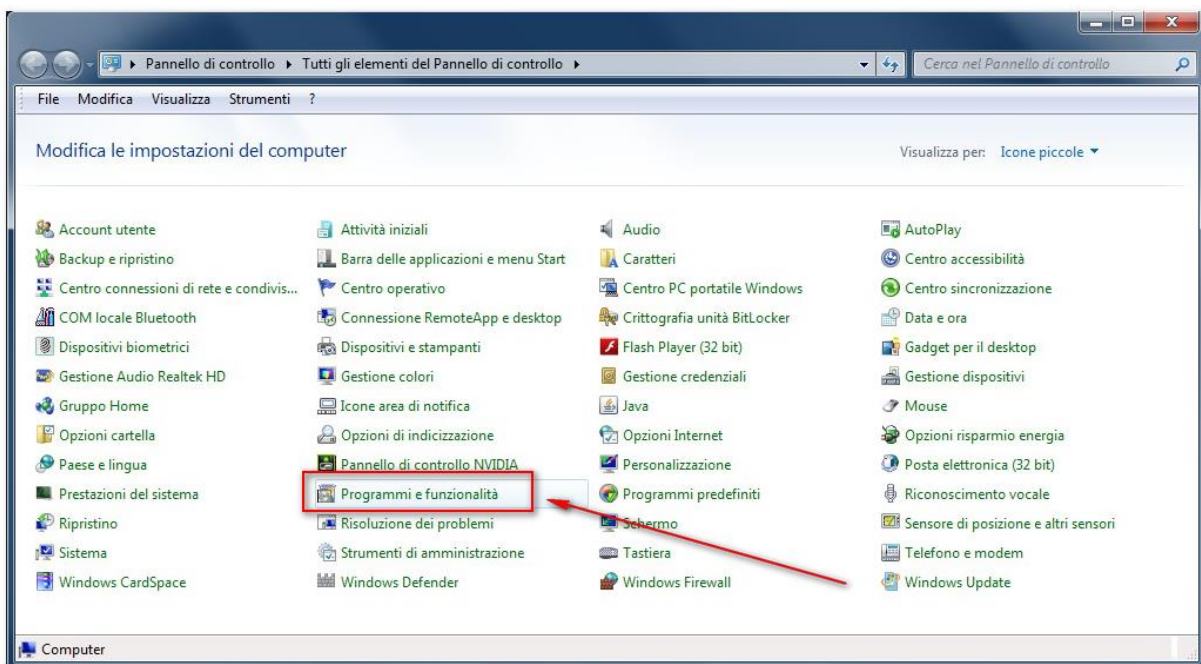 Pannello di controllo Tutti gli elementi del Pannello di controllo Cerca nel Pannello di controllo
File Modifica Visualizza Strumenti ?
Modifica le impostazioni del computer Visualizza per: Icone piccole
Account utente Attività iniziali Audio AutoPlay
Backup e ripristino Barra delle applicazioni e menu Start Caratteri Centro accessibilità
Centro connessioni di rete e condivis... Centro operativo Centro PC portatile Windows Centro sincronizzazione
COM locale Bluetooth Connessione RemoteApp e desktop Crittografia unità BitLocker Data e ora
Dispositivi biometrici Dispositivi e stampanti Flash Player (32 bit) Gadget per il desktop
Gestione Audio Realtek HD Gestione colori Gestione credenziali Gestione dispositivi
Gruppo Home Icone area di notifica Java Mouse
Opzioni cartella Opzioni di indicizzazione Opzioni Internet Opzioni risparmio energia
Paese e lingua Pannello di controllo NVIDIA Personalizzazione Posta elettronica (32 bit)
Prestazioni del sistema Programmi e funzionalità Programmi predefiniti Riconoscimento vocale
Ripristino Risoluzione dei problemi Schermo Sensore di posizione e altri sensori
Sistema Strumenti di amministrazione Tastiera Telefono e modem
Windows CardSpace Windows Defender Windows Firewall Windows Update
Computer